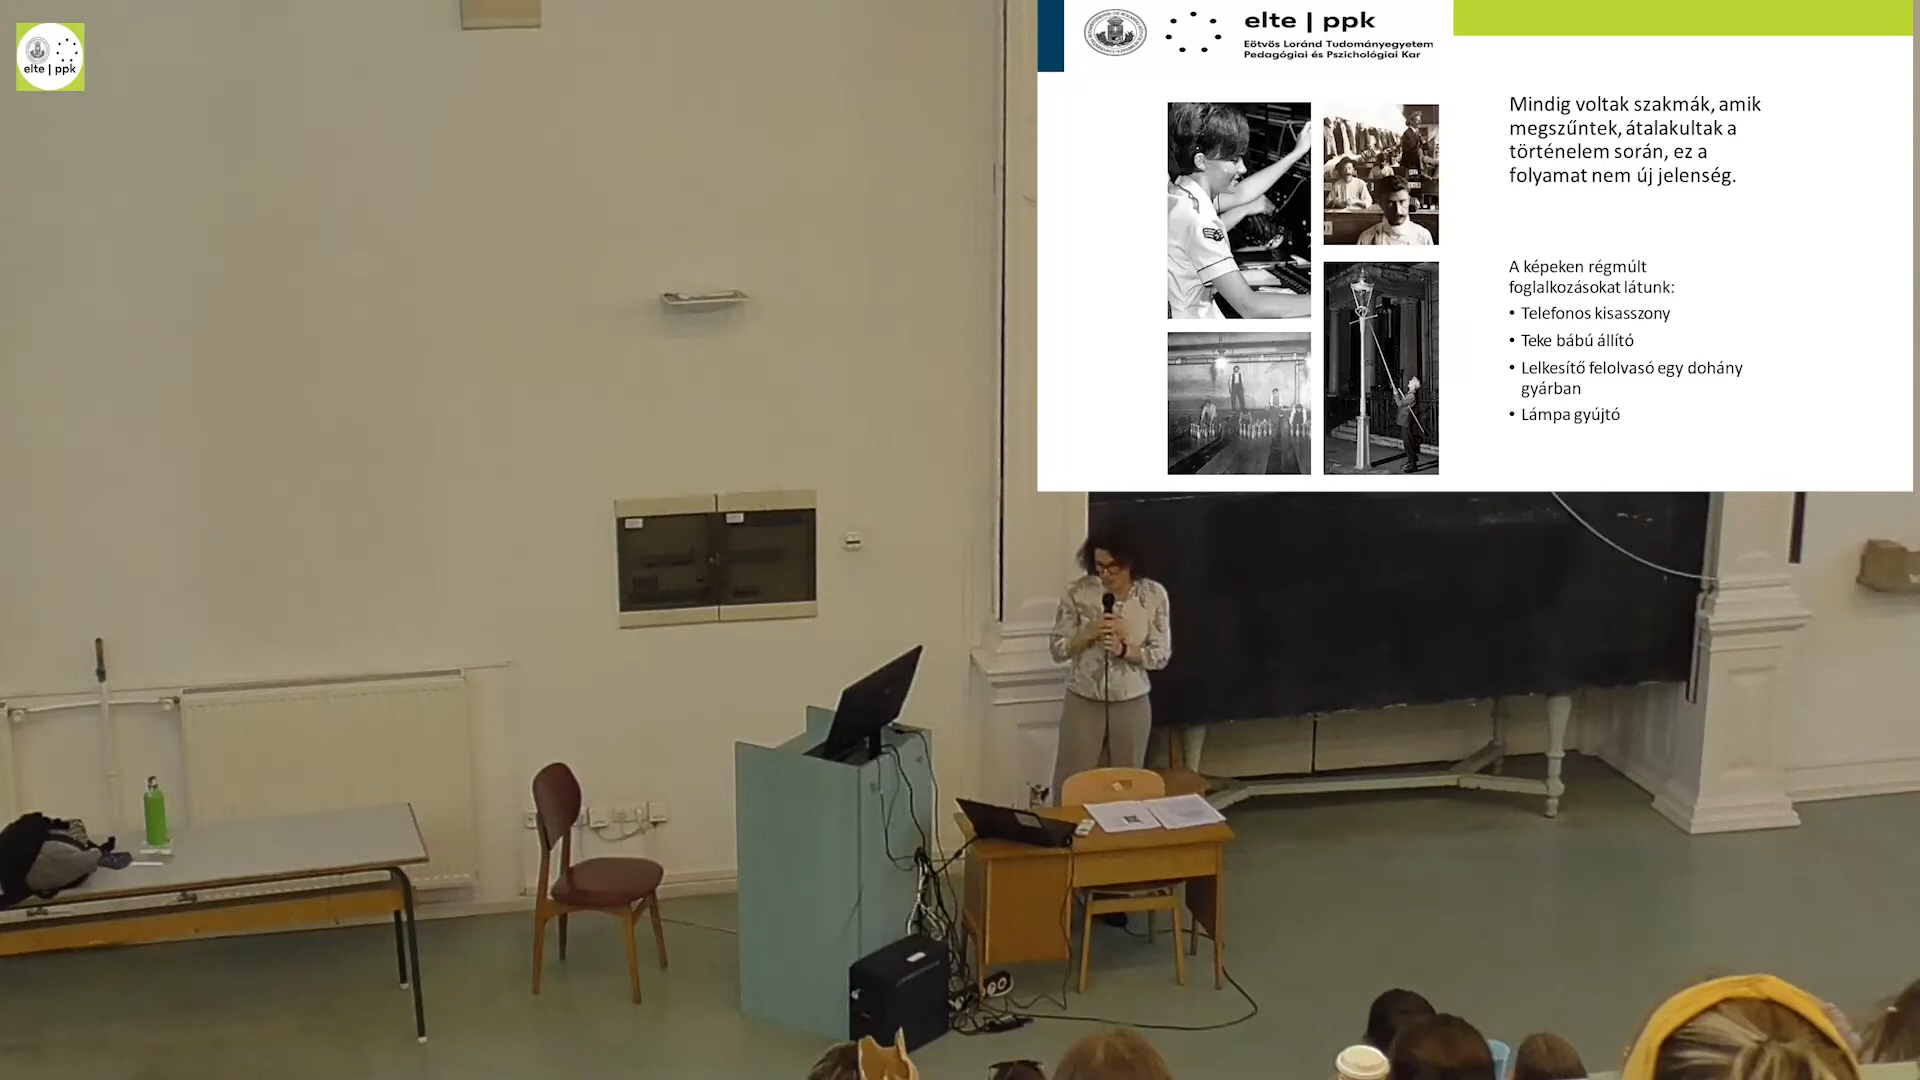 elte | ppk
elte | ppk
Eötvös Loránd Tudományegyetem
Pedagógiai és Pszichológiai Kar
Mindig voltak szakmák, amik
megszűntek, átalakultak a
történelem során, ez a
folyamat nem új jelenség.
A képeken régmúlt
foglalkozásokat látunk:
• Telefonos kisasszony
• Teke bábú állító
• Lelkesítő felolvasó egy dohány
gyárban
• Lámpa gyújtó